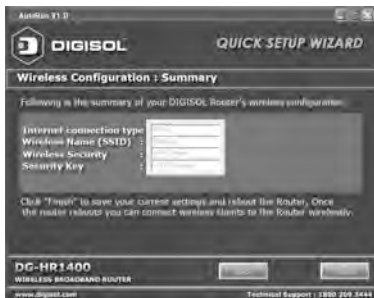 AutoRun V1.0
DIGISOL
QUICK SETUP WIZARD
Wireless Configuration : Summary
Following is the summary of your DIGISOL Router's wireless configuration:
Internet connection type
Wireless Name (SSID) :
Wireless Security :
Security Key :
Click "Finish" to save your current settings and reboot the Router. Once
the router reboots you can connect wireless clients to the Router wirelessly.
DG-HR1400
WIRELESS BROADBAND ROUTER
www.digisol.com
Technical Support : 1800 209 3444